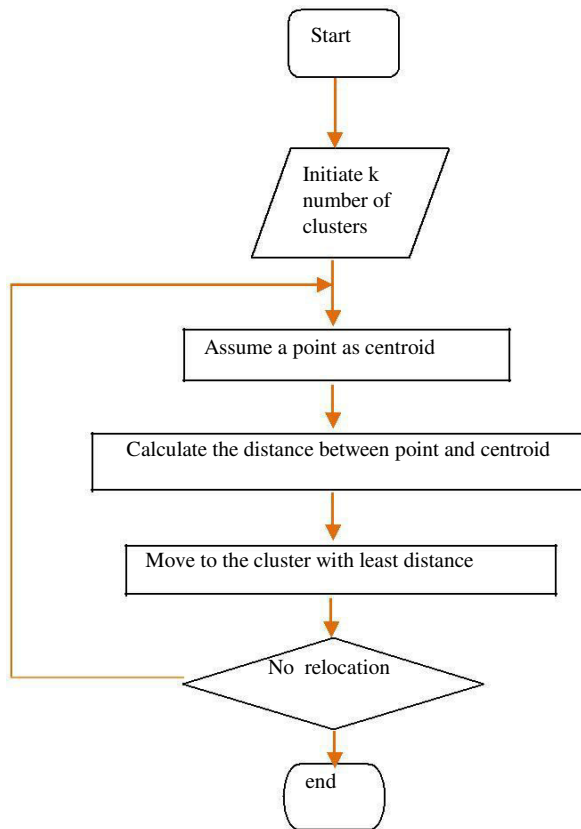 Start
Initiate k
number of
clusters
Assume a point as centroid
Calculate the distance between point and centroid
Move to the cluster with least distance
No relocation
end